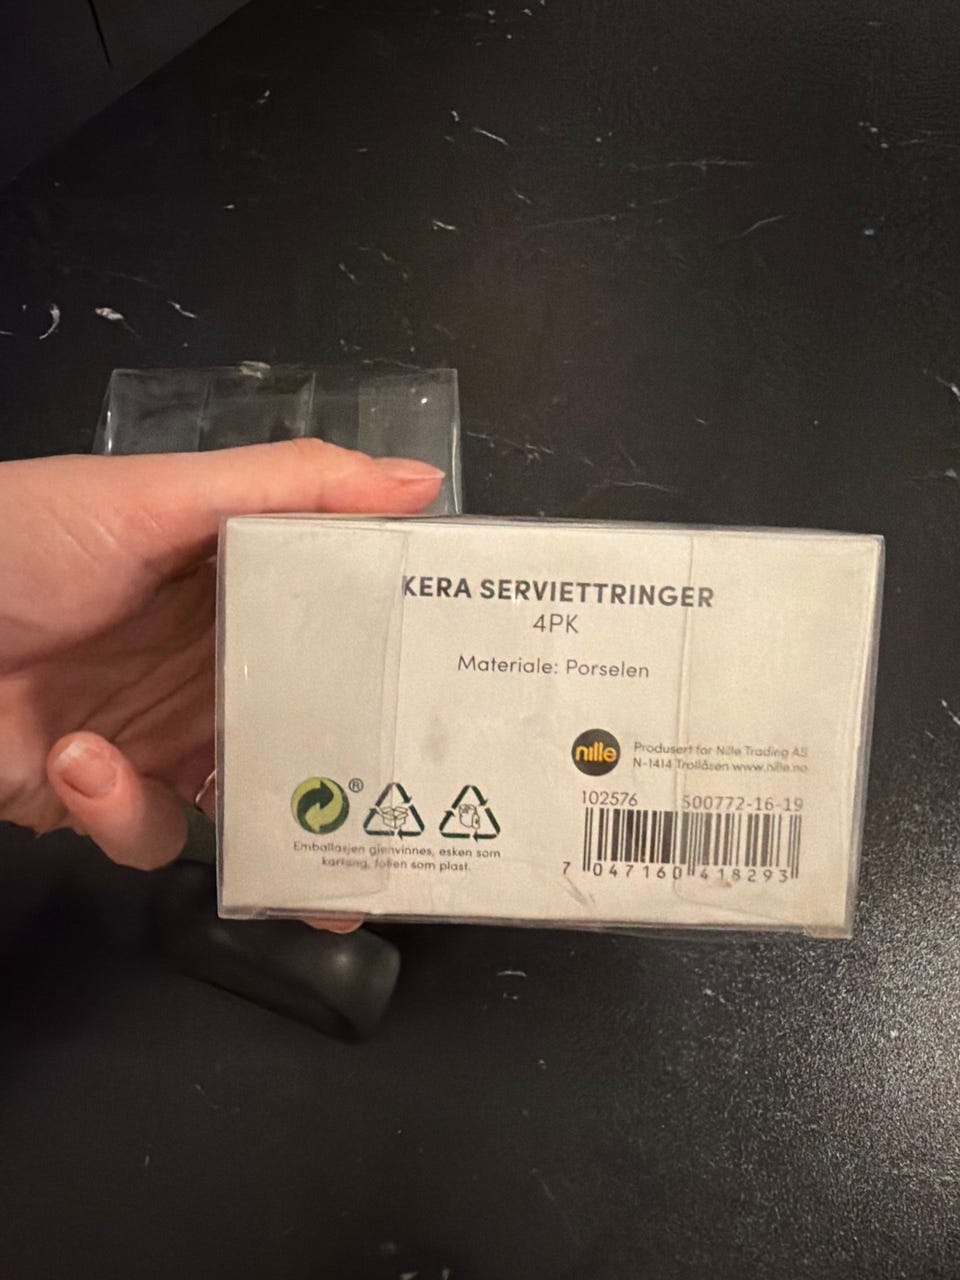 KERA SERVIETTRINGER
4PK
Materiale: Porselen
nille
Produsert for Nille Trading AS
N-1414 Trollåsen www.nille.no
102576 500772-16-19
7 047160 418293
®
Emballasjen gjenvinnes, esken som
kartong, folien som plast.